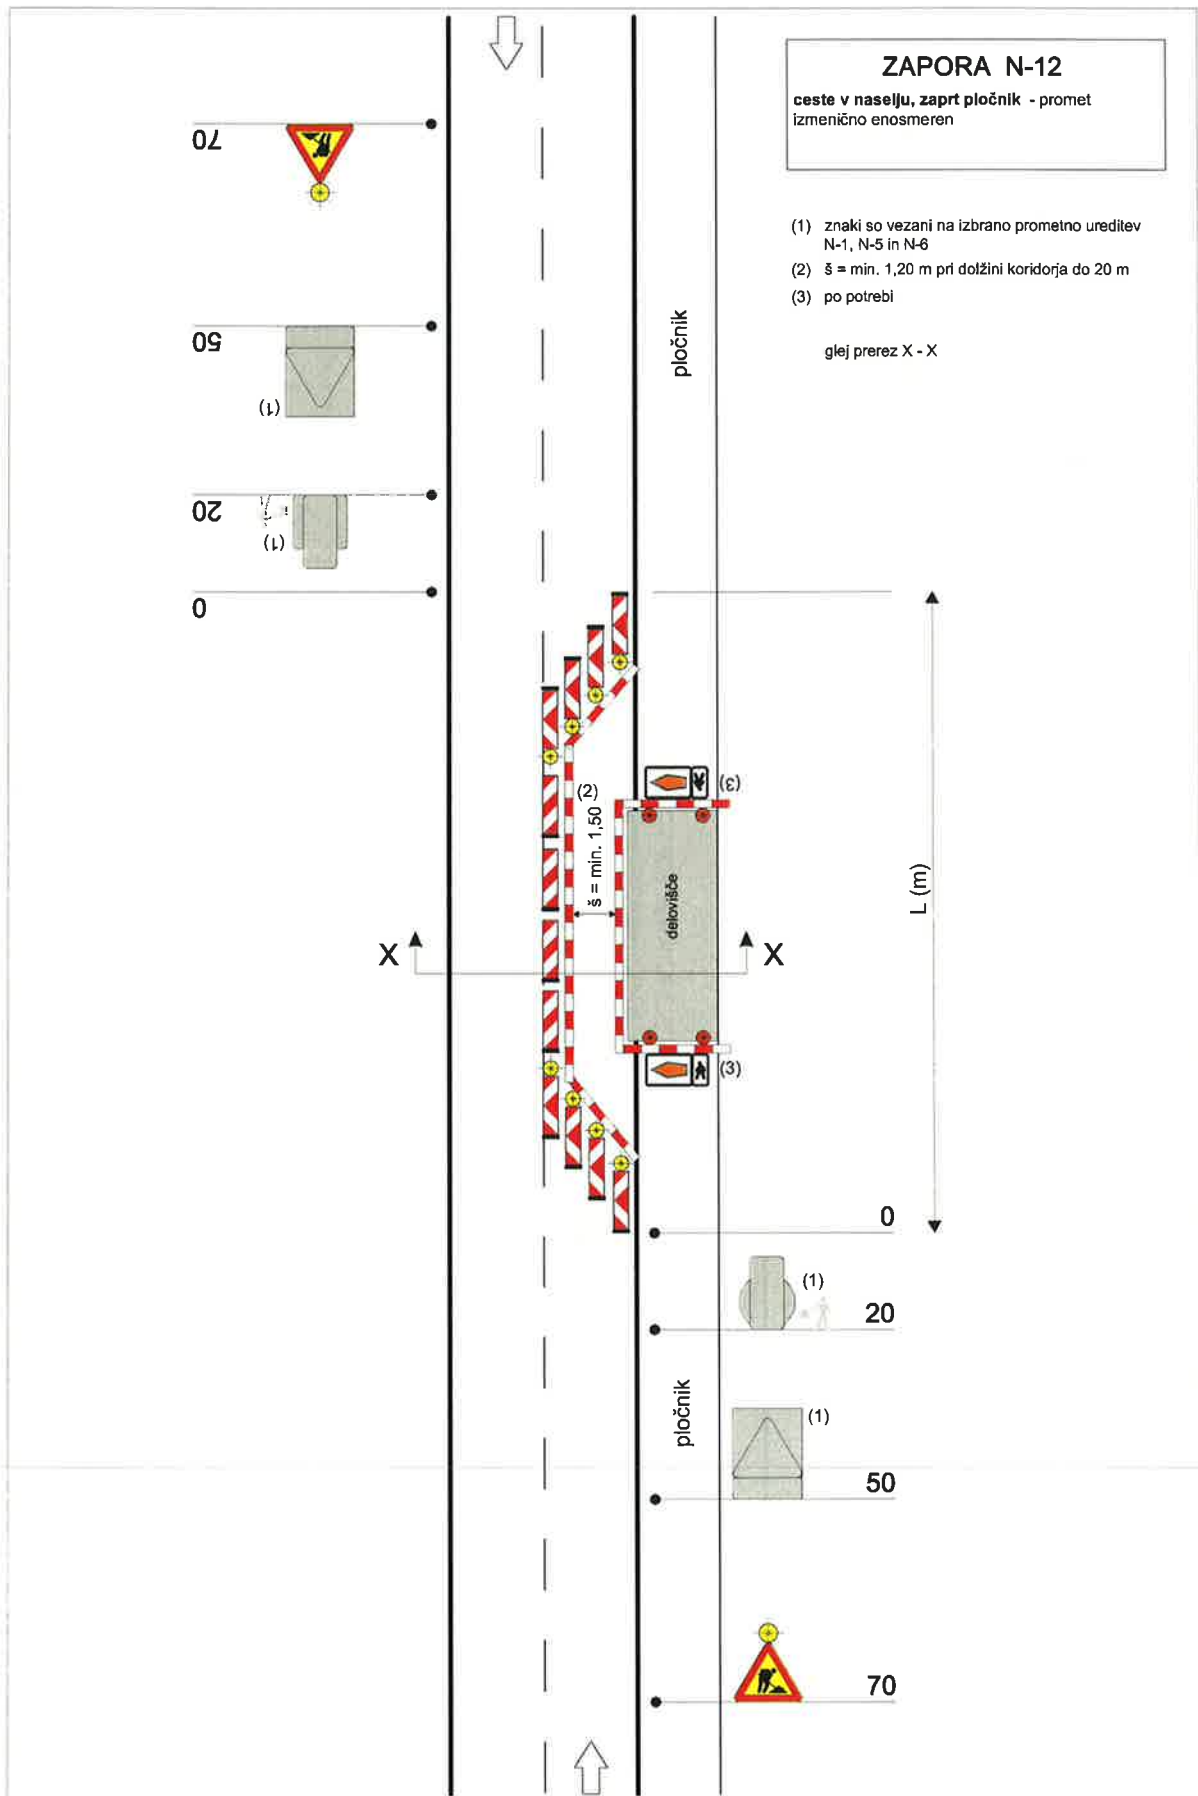 ZAPORA N-12
ceste v naselju, zaprt pločnik - promet
izmenično enosmeren
(1) znaki so vezani na izbrano prometno ureditev
N-1, N-5 in N-6
(2) š = min. 1,20 m pri dolžini koridorja do 20 m
(3) po potrebi
glej prerez X - X
70
50
(1)
20
(1)
0
pločnik
(2)
š = min. 1,50
(3)
delovišče
L (m)
X
X
(3)
0
(1)
20
pločnik
(1)
50
70